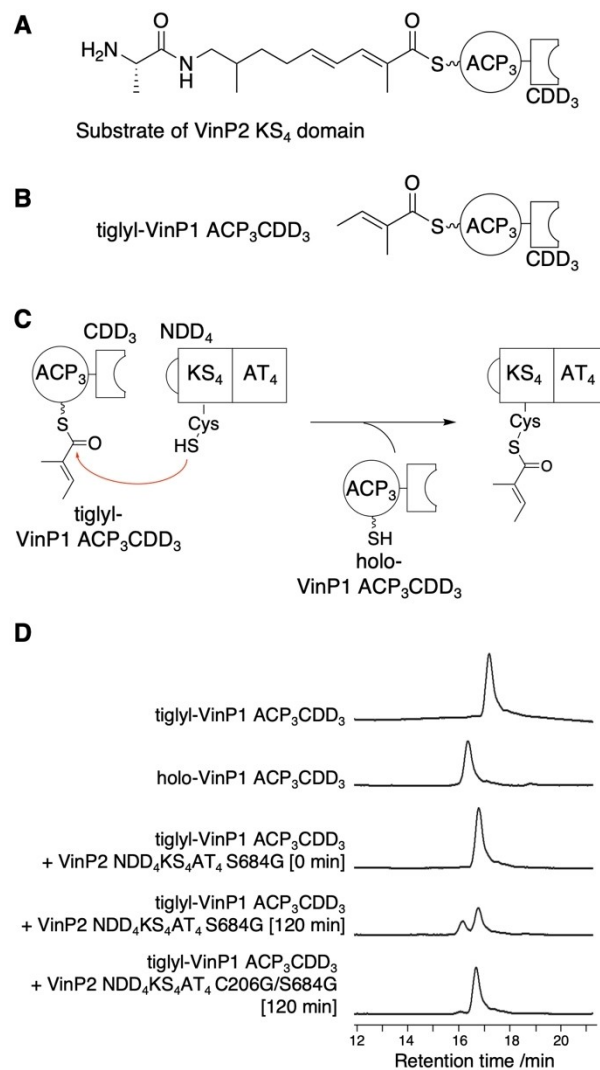 A
H₂N
O
N
H
O
S
ACP₃
CDD₃
Substrate of VinP2 KS₄ domain
B
tiglyl-VinP1 ACP₃CDD₃
O
S
ACP₃
CDD₃
C
CDD₃ NDD₄
ACP₃
KS₄ AT₄
S
O
Cys
HS
tiglyl-
VinP1 ACP₃CDD₃
ACP₃
SH
holo-
VinP1 ACP₃CDD₃
KS₄ AT₄
Cys
S
O
D
tiglyl-VinP1 ACP₃CDD₃
holo-VinP1 ACP₃CDD₃
tiglyl-VinP1 ACP₃CDD₃
+ VinP2 NDD₄KS₄AT₄ S684G [0 min]
tiglyl-VinP1 ACP₃CDD₃
+ VinP2 NDD₄KS₄AT₄ S684G [120 min]
tiglyl-VinP1 ACP₃CDD₃
+ VinP2 NDD₄KS₄AT₄ C206G/S684G
[120 min]
12 14 16 18 20
Retention time /min